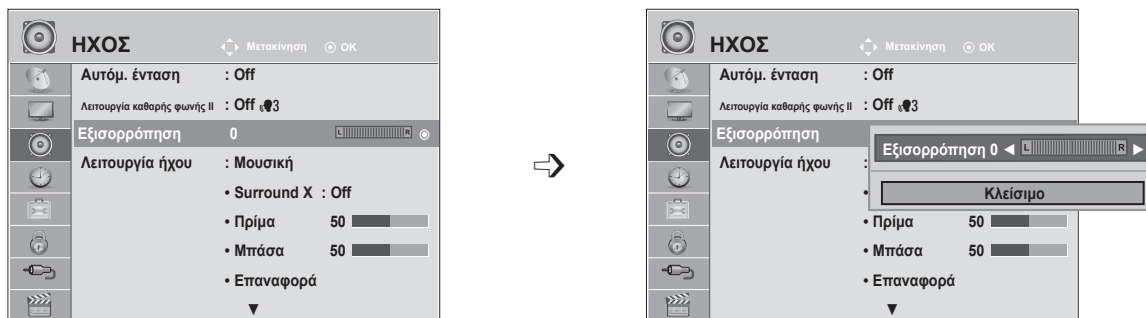 ΗΧΟΣ Μετακίνηση OK
Αυτόμ. ένταση : Off
Λειτουργία καθαρής φωνής II : Off 3
Εξισορρόπηση 0 L R
Λειτουργία ήχου : Μουσική
• Surround X : Off
• Πρίμα 50
• Μπάσα 50
• Επαναφορά
▼
ΗΧΟΣ Μετακίνηση OK
Αυτόμ. ένταση : Off
Λειτουργία καθαρής φωνής II : Off 3
Εξισορρόπηση
Εξισορρόπηση 0 ◄ L R ►
Λειτουργία ήχου :
Κλείσιμο
•
• Πρίμα 50
• Μπάσα 50
• Επαναφορά
▼